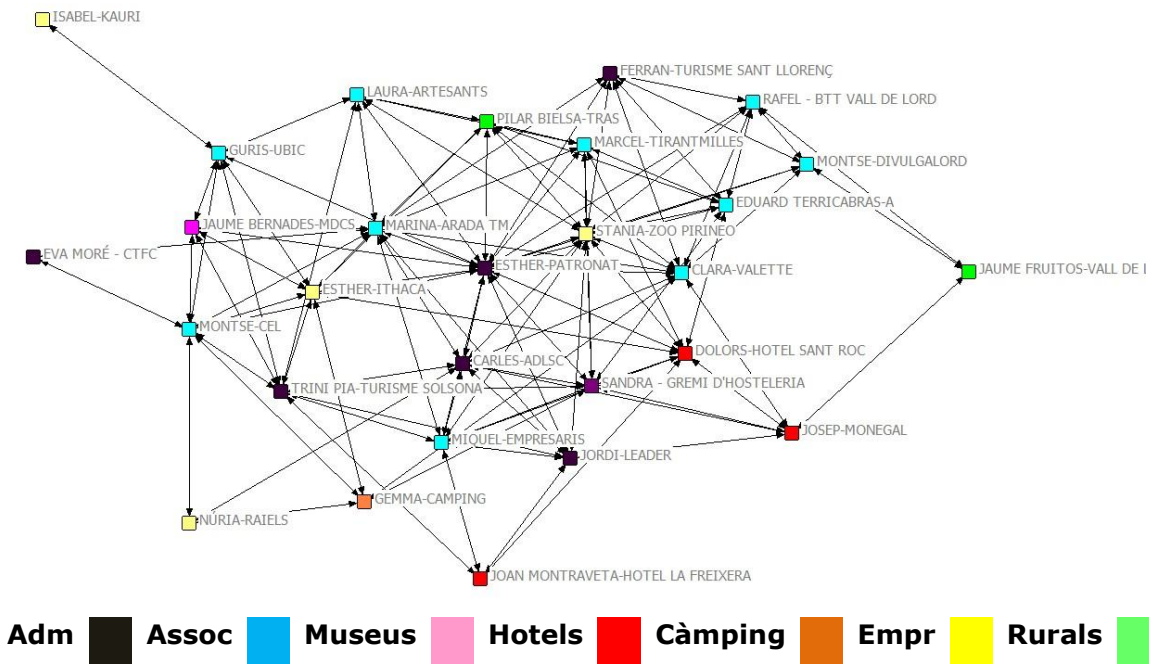 ISABEL-KAURI
FERRAN-TURISME SANT LLORENÇ
LAURA-ARTESANTS
RAFEL - BTT VALL DE LORD
PILAR BIELSA-TRAS
MARCEL-TIRANTMILLES
GURIS-UBIC
MONTSE-DIVULGALORD
EDUARD TERRICABRAS-A
JAUME BERNADES-MDCS
MARINA-ARADA TM
STANIA-ZOO PIRINEO
EVA MORÉ - CTFC
ESTHER-PATRONAT
CLARA-VALETTE
JAUME FRUITOS-VALL DE l
ESTHER-ITHACA
MONTSE-CEL
DOLORS-HOTEL SANT ROC
CARLES-ADLSC
TRINI PIA-TURISME SOLSONA
SANDRA - GREMI D'HOSTELERIA
JOSEP-MONEGAL
MIQUEL-EMPRESARIS
JORDI-LEADER
GEMMA-CAMPING
NÚRIA-RAIELS
JOAN MONTRAVETA-HOTEL LA FREIXERA
Adm Assoc Museus Hotels Càmping Empr Rurals